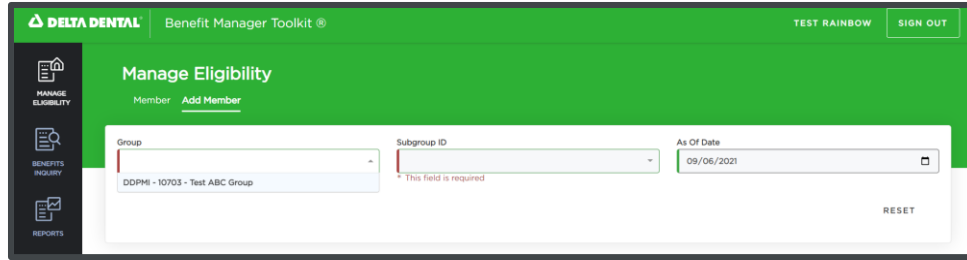 DELTA DENTAL
Benefit Manager Toolkit ®
TEST RAINBOW
SIGN OUT
MANAGE
ELIGIBILITY
BENEFITS
INQUIRY
REPORTS
Manage Eligibility
Member Add Member
Group
Subgroup ID
As Of Date
09/06/2021
DDPMI - 10703 - Test ABC Group
* This field is required
RESET